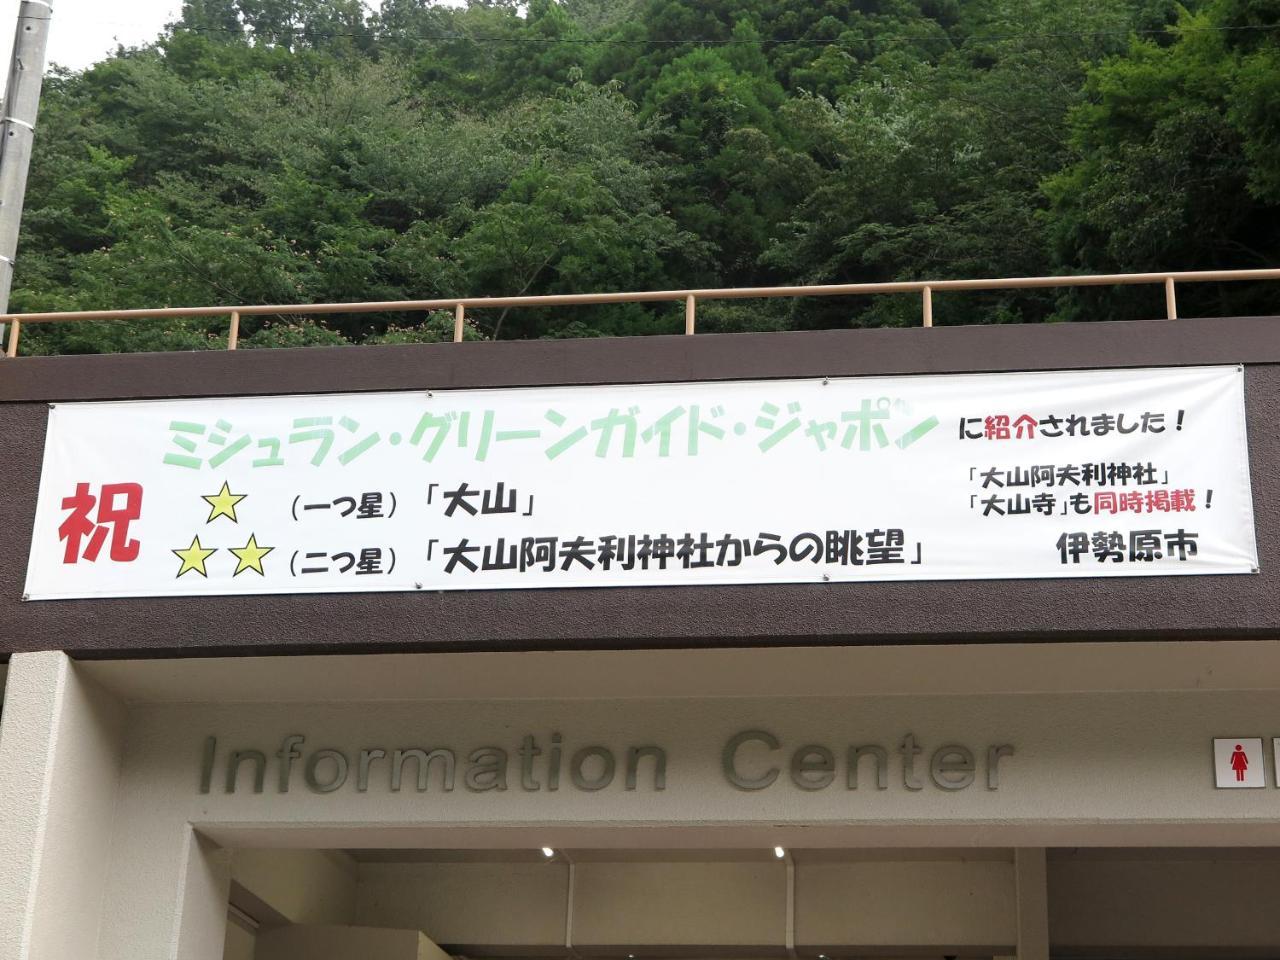 祝
ミシュラン・グリーンガイド・ジャポン に紹介されました！
(一つ星)「大山」
(二つ星)「大山阿夫利神社からの眺望」
「大山阿夫利神社」
「大山寺」も同時掲載！
伊勢原市
Information Center